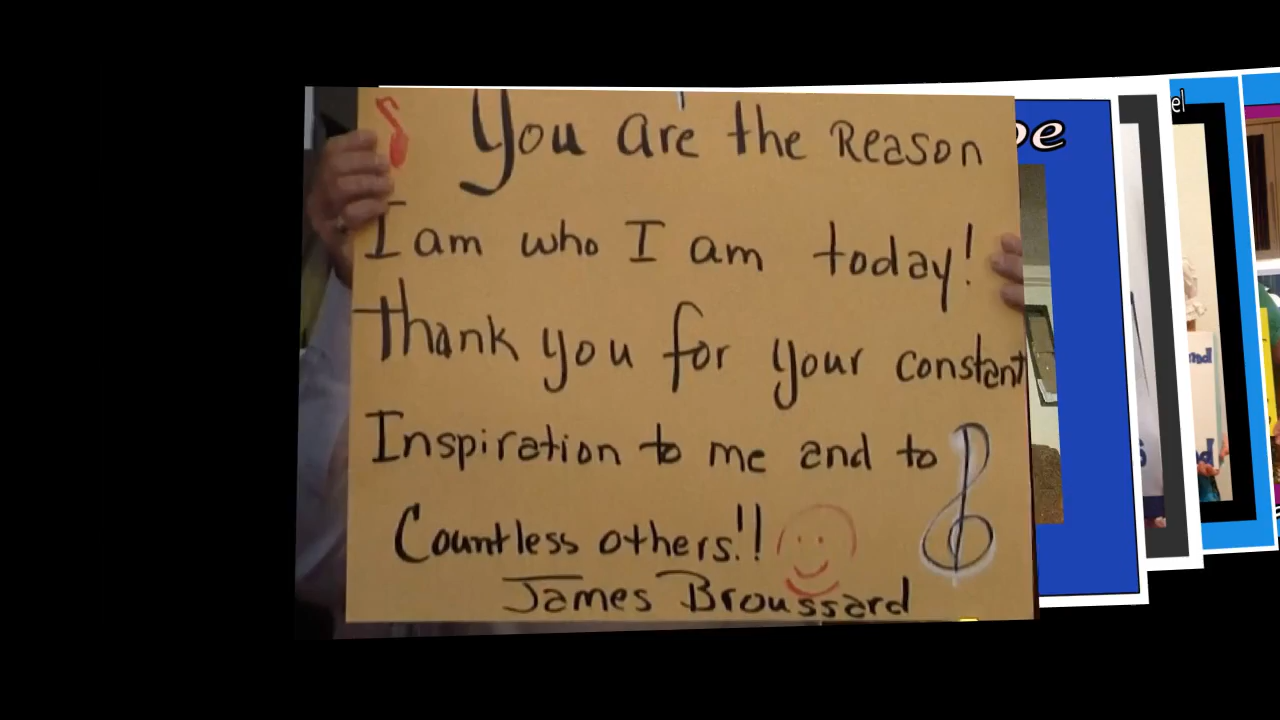 You are the Reason
I am who I am today!
Thank you for your constant
Inspiration to me and to
Countless others!!
James Broussard